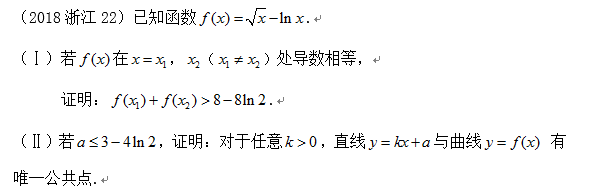 （2018 浙江 22）已知函数 f(x)=√x−ln x.
（Ⅰ）若 f(x) 在 x=x₁，x₂（x₁≠x₂）处导数相等，
证明：f(x₁)+f(x₂)>8−8ln 2.
（Ⅱ）若 a≤3−4ln 2，证明：对于任意 k>0，直线 y=kx+a 与曲线 y=f(x) 有
唯一公共点.